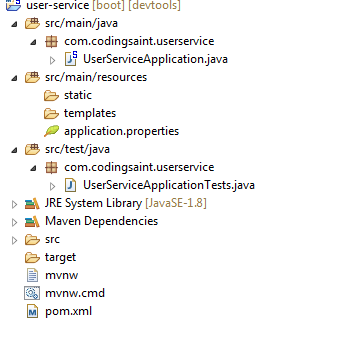 user-service [boot] [devtools]
src/main/java
com.codingsaint.userservice
UserServiceApplication.java
src/main/resources
static
templates
application.properties
src/test/java
com.codingsaint.userservice
UserServiceApplicationTests.java
JRE System Library [JavaSE-1.8]
Maven Dependencies
src
target
mvnw
mvnw.cmd
pom.xml